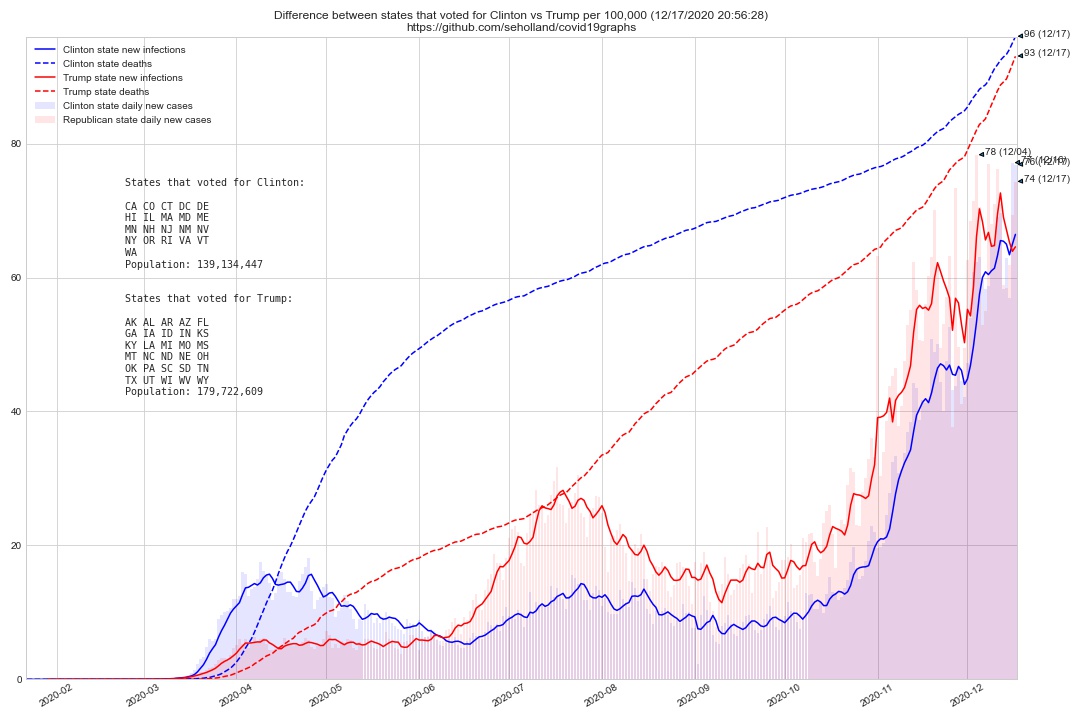 Difference between states that voted for Clinton vs Trump per 100,000 (12/17/2020 20:56:28)
https://github.com/seholland/covid19graphs
Clinton state new infections
Clinton state deaths
Trump state new infections
Trump state deaths
Clinton state daily new cases
Republican state daily new cases
96 (12/17)
93 (12/17)
78 (12/04)
74 (12/17)
States that voted for Clinton:
CA CO CT DC DE
HI IL MA MD ME
MN NH NJ NM NV
NY OR RI VA VT
WA
Population: 139,134,447
States that voted for Trump:
AK AL AR AZ FL
GA IA ID IN KS
KY LA MI MO MS
MT NC ND NE OH
OK PA SC SD TN
TX UT WI WV WY
Population: 179,722,609
80
60
40
20
0
2020-02
2020-03
2020-04
2020-05
2020-06
2020-07
2020-08
2020-09
2020-10
2020-11
2020-12